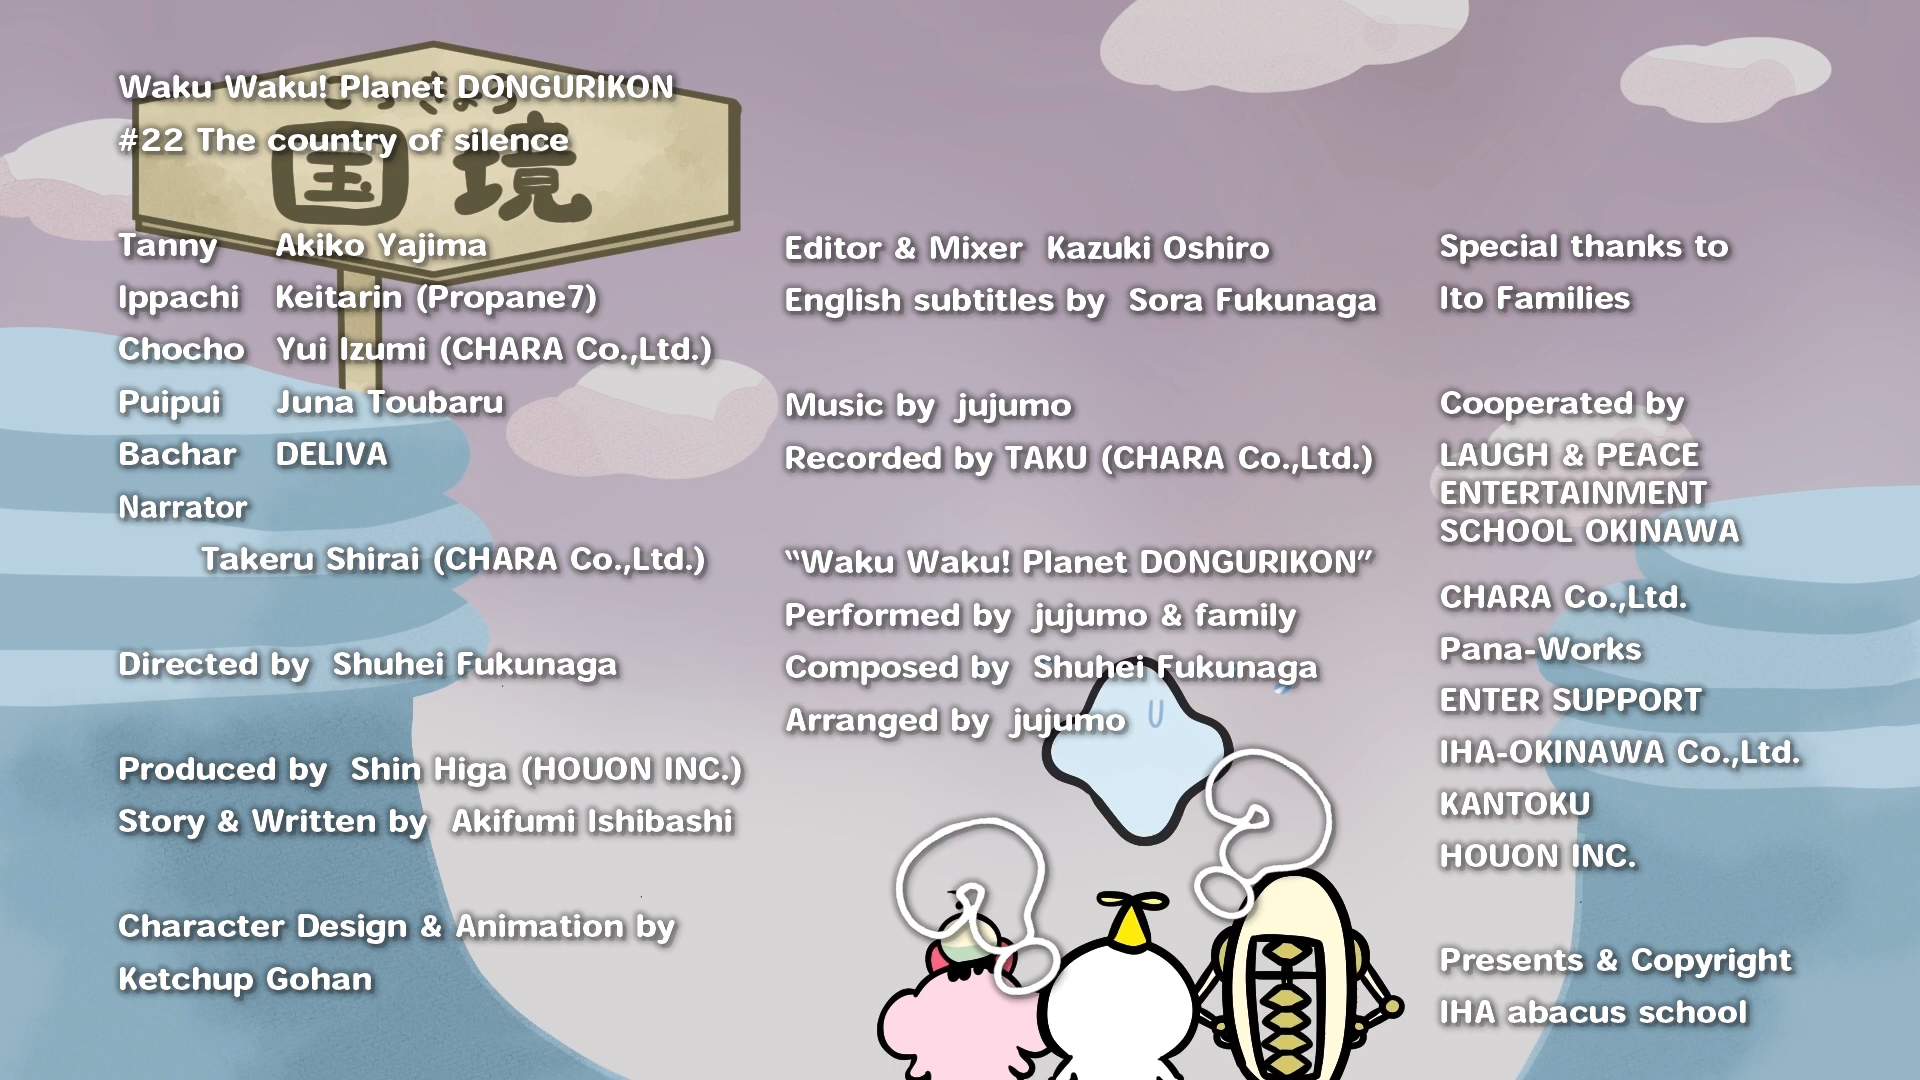 Waku Waku! Planet DONGURIKON
#22 The country of silence
こっきょう
国境
Tanny Akiko Yajima
Ippachi Keitarin (Propane7)
Chocho Yui Izumi (CHARA Co.,Ltd.)
Puipui Juna Toubaru
Bachar DELIVA
Narrator
Takeru Shirai (CHARA Co.,Ltd.)
Directed by Shuhei Fukunaga
Produced by Shin Higa (HOUON INC.)
Story & Written by Akifumi Ishibashi
Character Design & Animation by
Ketchup Gohan
Editor & Mixer Kazuki Oshiro
English subtitles by Sora Fukunaga
Music by jujumo
Recorded by TAKU (CHARA Co.,Ltd.)
“Waku Waku! Planet DONGURIKON”
Performed by jujumo & family
Composed by Shuhei Fukunaga
Arranged by jujumo
Special thanks to
Ito Families
Cooperated by
LAUGH & PEACE
ENTERTAINMENT
SCHOOL OKINAWA
CHARA Co.,Ltd.
Pana-Works
ENTER SUPPORT
IHA-OKINAWA Co.,Ltd.
KANTOKU
HOUON INC.
Presents & Copyright
IHA abacus school